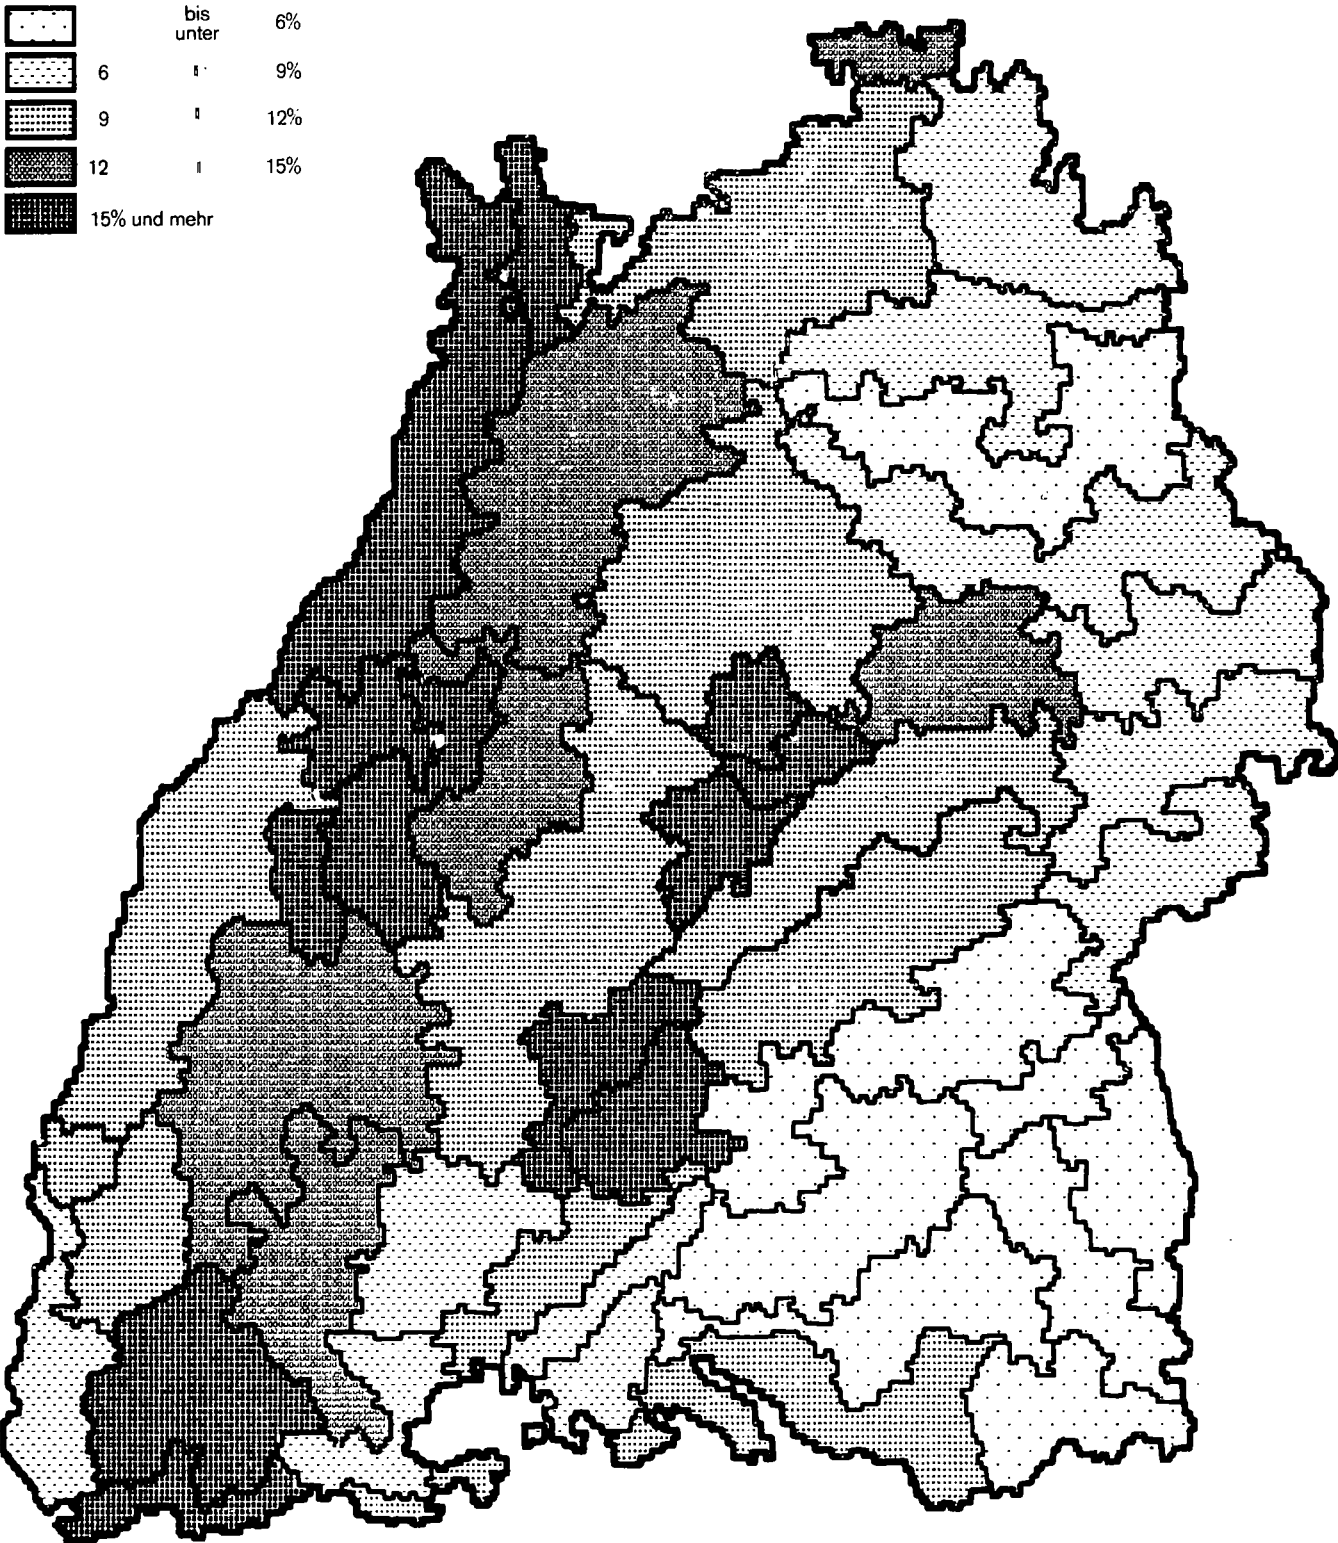 bis unter 6%
6 " 9%
9 " 12%
12 " 15%
15% und mehr